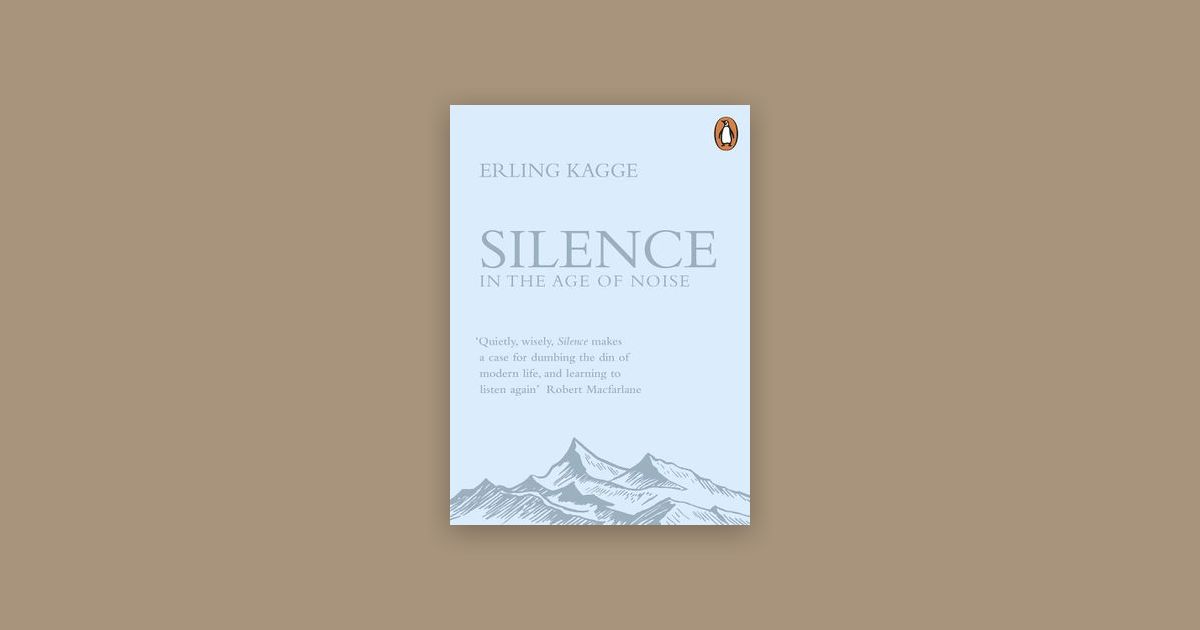 ERLING KAGGE
SILENCE
IN THE AGE OF NOISE
‘Quietly, wisely, Silence makes
a case for dumbing the din of
modern life, and learning to
listen again’ Robert Macfarlane